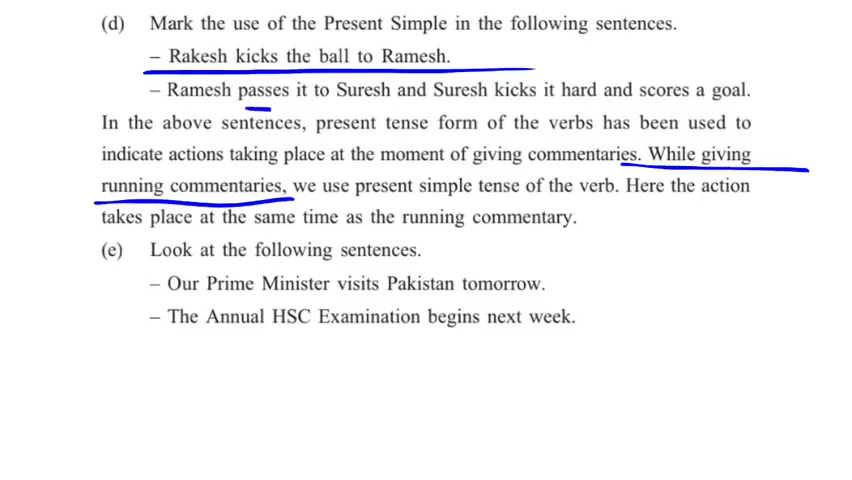 (d) Mark the use of the Present Simple in the following sentences.
– Rakesh kicks the ball to Ramesh.
– Ramesh passes it to Suresh and Suresh kicks it hard and scores a goal.
In the above sentences, present tense form of the verbs has been used to
indicate actions taking place at the moment of giving commentaries. While giving
running commentaries, we use present simple tense of the verb. Here the action
takes place at the same time as the running commentary.
(e) Look at the following sentences.
– Our Prime Minister visits Pakistan tomorrow.
– The Annual HSC Examination begins next week.